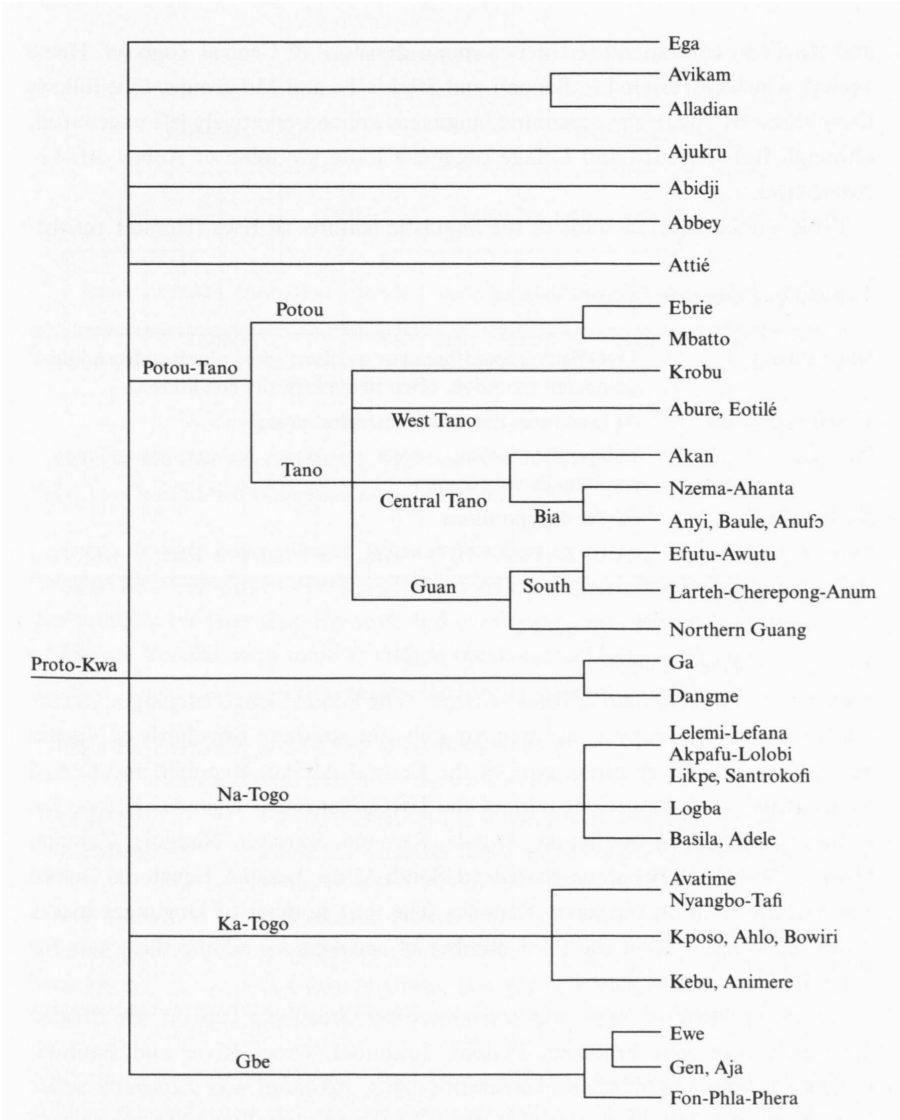 Ega
Avikam
Alladian
Ajukru
Abidji
Abbey
Attié
Potou
Ebrie
Mbatto
Potou-Tano
Krobu
West Tano
Abure, Eotilé
Tano
Akan
Central Tano
Nzema-Ahanta
Bia
Anyi, Baule, Anufɔ
Efutu-Awutu
Guan
South
Larteh-Cherepong-Anum
Northern Guang
Proto-Kwa
Ga
Dangme
Lelemi-Lefana
Akpafu-Lolobi
Likpe, Santrokofi
Na-Togo
Logba
Basila, Adele
Avatime
Nyangbo-Tafi
Ka-Togo
Kposo, Ahlo, Bowiri
Kebu, Animere
Ewe
Gbe
Gen, Aja
Fon-Phla-Phera